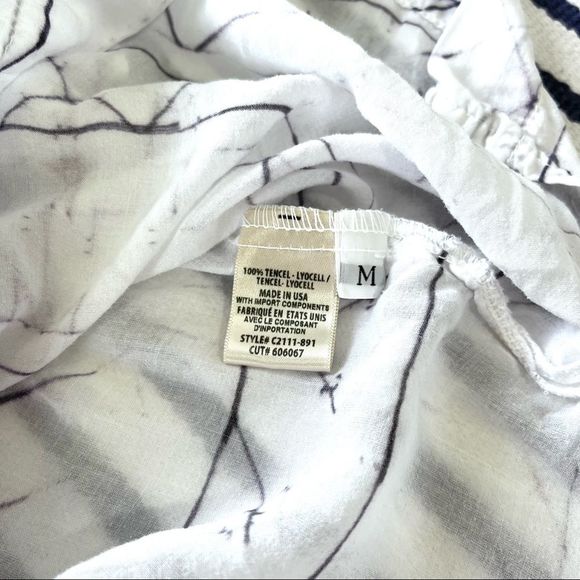 100% TENCEL - LYOCELL /
TENCEL- LYOCELL
MADE IN USA
WITH IMPORT COMPONENTS
FABRIQUÉ EN ETATS UNIS
AVEC LE COMPOSANT
D'INPORTATION
STYLE# C2111-891
CUT# 606067
M